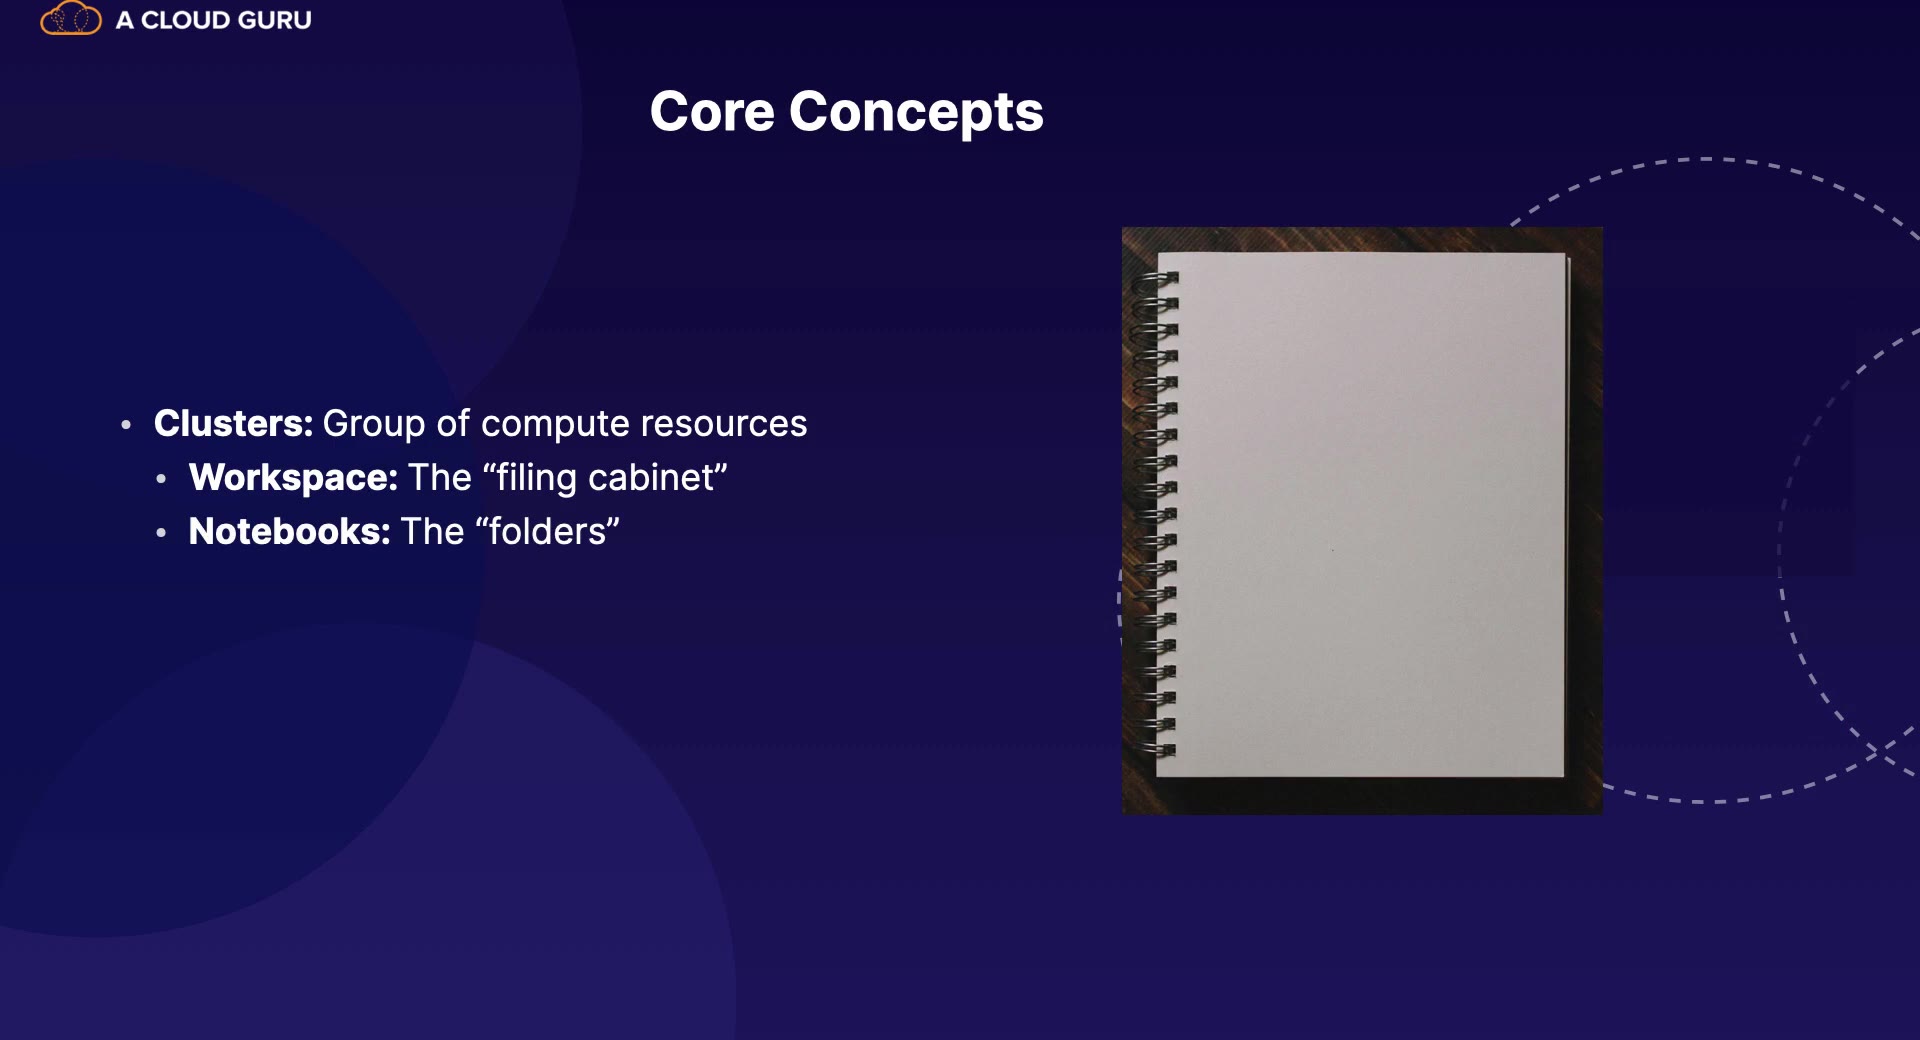 A CLOUD GURU
Core Concepts
• Clusters: Group of compute resources
• Workspace: The “filing cabinet”
• Notebooks: The “folders”